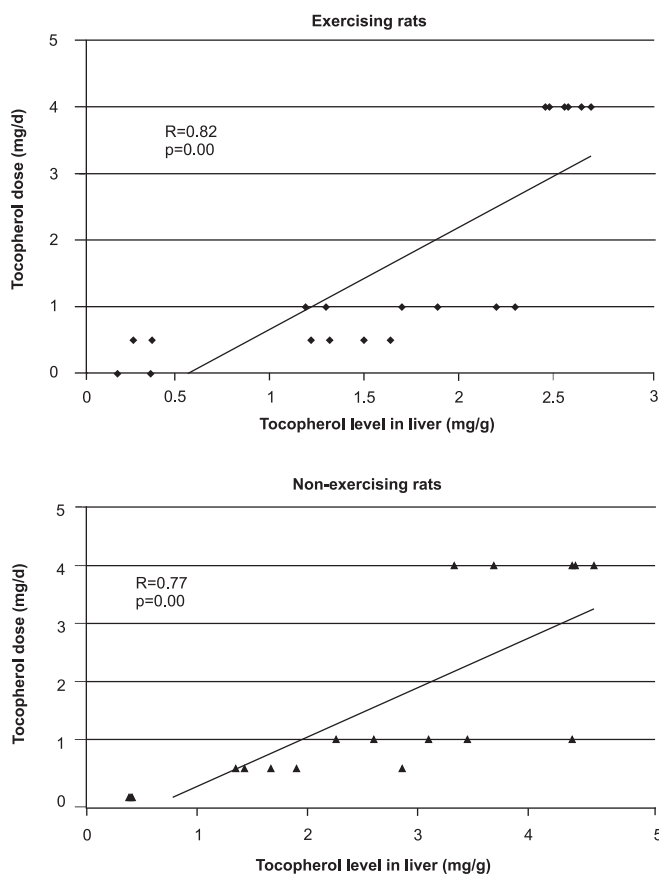 Exercising rats
5
4
3
2
1
0
Tocopherol dose (mg/d)
R=0.82
p=0.00
0 0.5 1 1.5 2 2.5 3
Tocopherol level in liver (mg/g)
Non-exercising rats
5
4
3
2
1
0
Tocopherol dose (mg/d)
R=0.77
p=0.00
0 1 2 3 4 5
Tocopherol level in liver (mg/g)